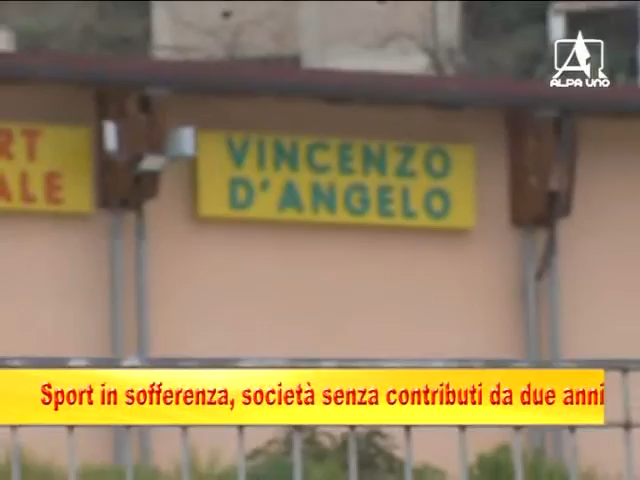 ALPA UNO
RT
ALE
VINCENZO
D'ANGELO
Sport in sofferenza, società senza contributi da due anni